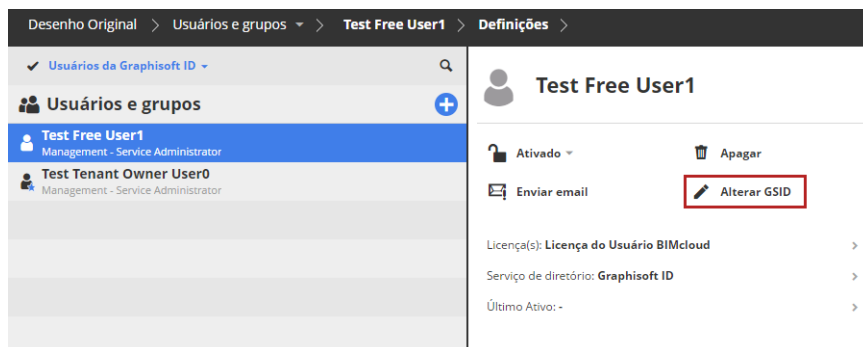 Desenho Original > Usuários e grupos > Test Free User1 > Definições >
Usuários da Graphisoft ID
Usuários e grupos
Test Free User1
Management - Service Administrator
Test Tenant Owner User0
Management - Service Administrator
Test Free User1
Ativado
Apagar
Enviar email
Alterar GSID
Licença(s): Licença do Usuário BIMcloud
Serviço de diretório: Graphisoft ID
Último Ativo: -